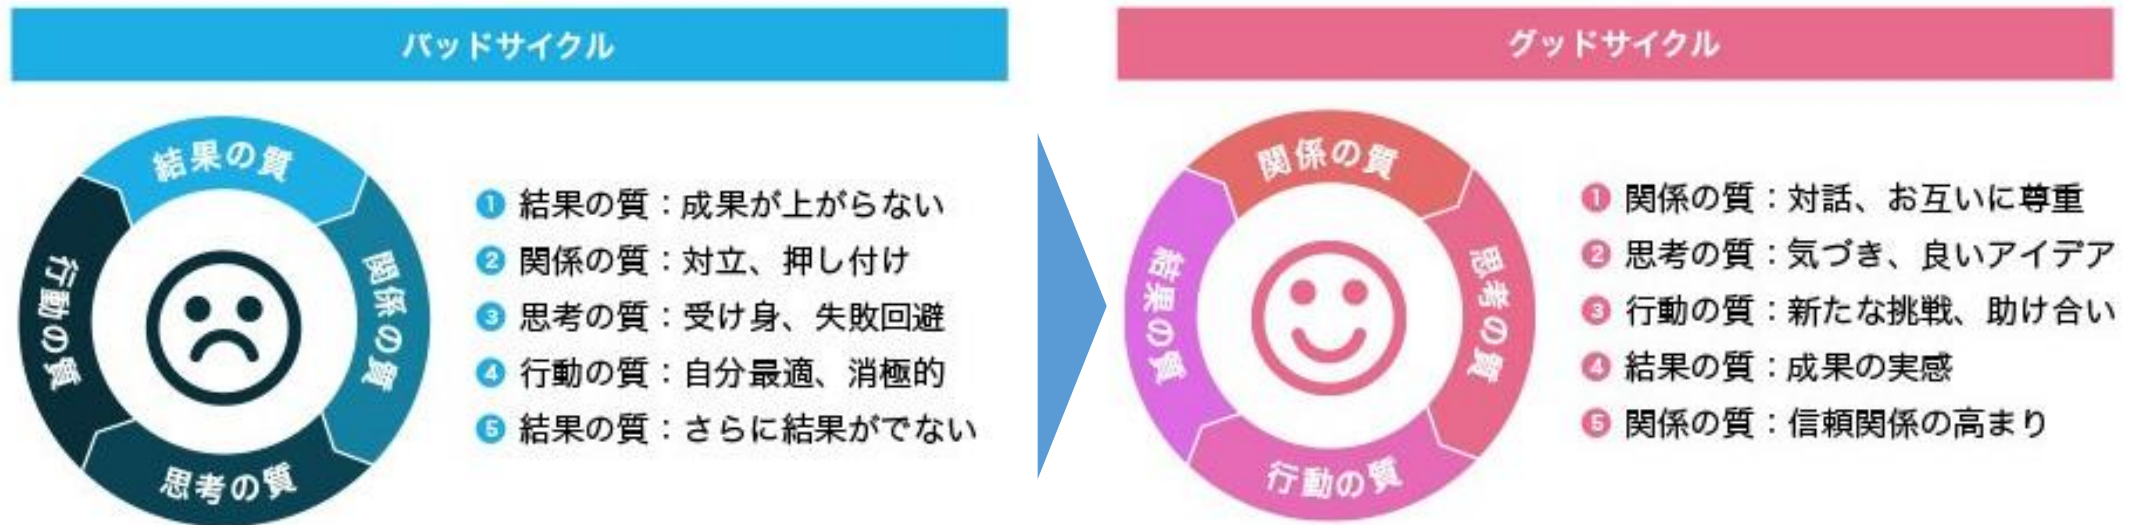 バッドサイクル
結果の質
関係の質
思考の質
行動の質
❶ 結果の質：成果が上がらない
❷ 関係の質：対立、押し付け
❸ 思考の質：受け身、失敗回避
❹ 行動の質：自分最適、消極的
❺ 結果の質：さらに結果がでない
グッドサイクル
関係の質
思考の質
行動の質
結果の質
❶ 関係の質：対話、お互いに尊重
❷ 思考の質：気づき、良いアイデア
❸ 行動の質：新たな挑戦、助け合い
❹ 結果の質：成果の実感
❺ 関係の質：信頼関係の高まり